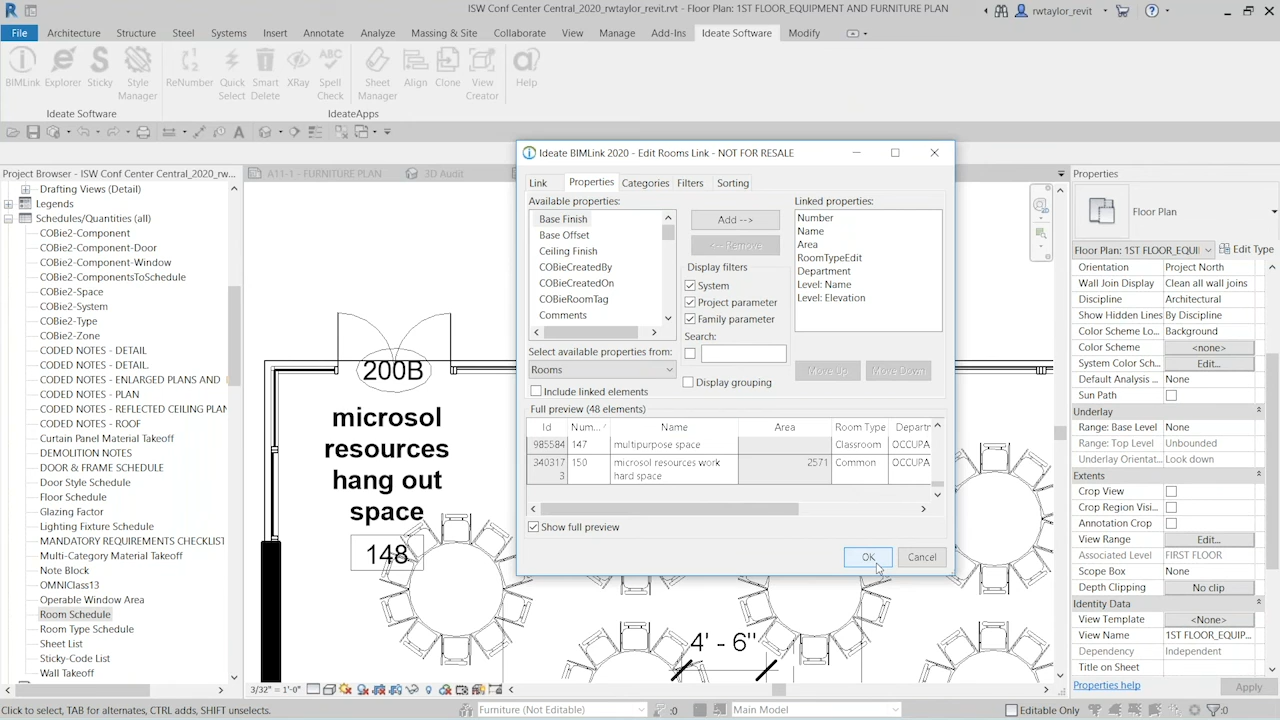 ISW Conf Center Central_2020_rwtaylor_revit.rvt - Floor Plan: 1ST FLOOR_EQUIPMENT AND FURNITURE PLAN
rwtaylor_revit
File Architecture Structure Steel Systems Insert Annotate Analyze Massing & Site Collaborate View Manage Add-Ins Ideate Software Modify
BIMLink Explorer Sticky Style Manager ReNumber Quick Select Smart Delete XRay Spell Check Sheet Manager Align Clone View Creator Help
Ideate Software IdeateApps
Project Browser - ISW Conf Center Central_2020_rw...
A11-1 - FURNITURE PLAN
3D Audit
Drafting Views (Detail)
Legends
Schedules/Quantities (all)
COBie2-Component
COBie2-Component-Door
COBie2-Component-Window
COBie2-ComponentsToSchedule
COBie2-Space
COBie2-System
COBie2-Type
COBie2-Zone
CODED NOTES - DETAIL
CODED NOTES - DETAIL.
CODED NOTES - ENLARGED PLANS AND
CODED NOTES - PLAN
CODED NOTES - REFLECTED CEILING PLAN
CODED NOTES - ROOF
Curtain Panel Material Takeoff
DEMOLITION NOTES
DOOR & FRAME SCHEDULE
Door Style Schedule
Floor Schedule
Glazing Factor
Lighting Fixture Schedule
MANDATORY REQUIREMENTS CHECKLIST
Multi-Category Material Takeoff
Note Block
OMNIClass13
Operable Window Area
Room Schedule
Room Type Schedule
Sheet List
Sticky-Code List
Wall Takeoff
200B
microsol
resources
hang out
space
148
4' - 6"
Ideate BIMLink 2020 - Edit Rooms Link - NOT FOR RESALE
Link Properties Categories Filters Sorting
Available properties:
Base Finish
Base Offset
Ceiling Finish
COBieCreatedBy
COBieCreatedOn
COBieRoomTag
Comments
Select available properties from:
Rooms
Include linked elements
Add -->
<-- Remove
Display filters
System
Project parameter
Family parameter
Search:
Display grouping
Linked properties:
Number
Name
Area
RoomTypeEdit
Department
Level: Name
Level: Elevation
Move Up Move Down
Full preview (48 elements)
Id Num... Name Area Room Type Departr
985584 147 multipurpose space Classroom OCCUPA
340317 150 microsol resources work 2571 Common OCCUPA
3 hard space
Show full preview
OK Cancel
Properties
Floor Plan
Floor Plan: 1ST FLOOR_EQUI Edit Type
Orientation Project North
Wall Join Display Clean all wall joins
Discipline Architectural
Show Hidden Lines By Discipline
Color Scheme Lo... Background
Color Scheme <none>
System Color Sch... Edit...
Default Analysis ... None
Sun Path
Underlay
Range: Base Level None
Range: Top Level Unbounded
Underlay Orientat... Look down
Extents
Crop View
Crop Region Visi...
Annotation Crop
View Range Edit...
Associated Level FIRST FLOOR
Scope Box None
Depth Clipping No clip
Identity Data
View Template <None>
View Name 1ST FLOOR_EQUIP...
Dependency Independent
Title on Sheet
Properties help Apply
3/32" = 1'-0"
Click to select, TAB for alternates, CTRL adds, SHIFT unselects.
Furniture (Not Editable) :0 Main Model Editable Only :0